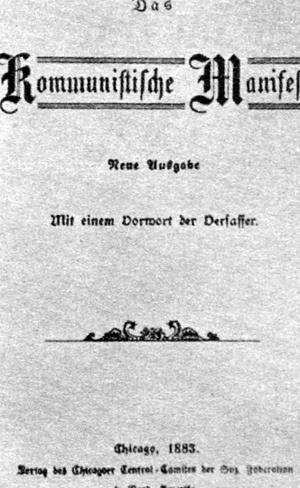 Das
Kommunistische Manifes
Neue Ausgabe
Mit einem Vorwort der Verfasser.
Chicago, 1883.
Verlag des Chicagoer Central-Comites der Soz. Föderation